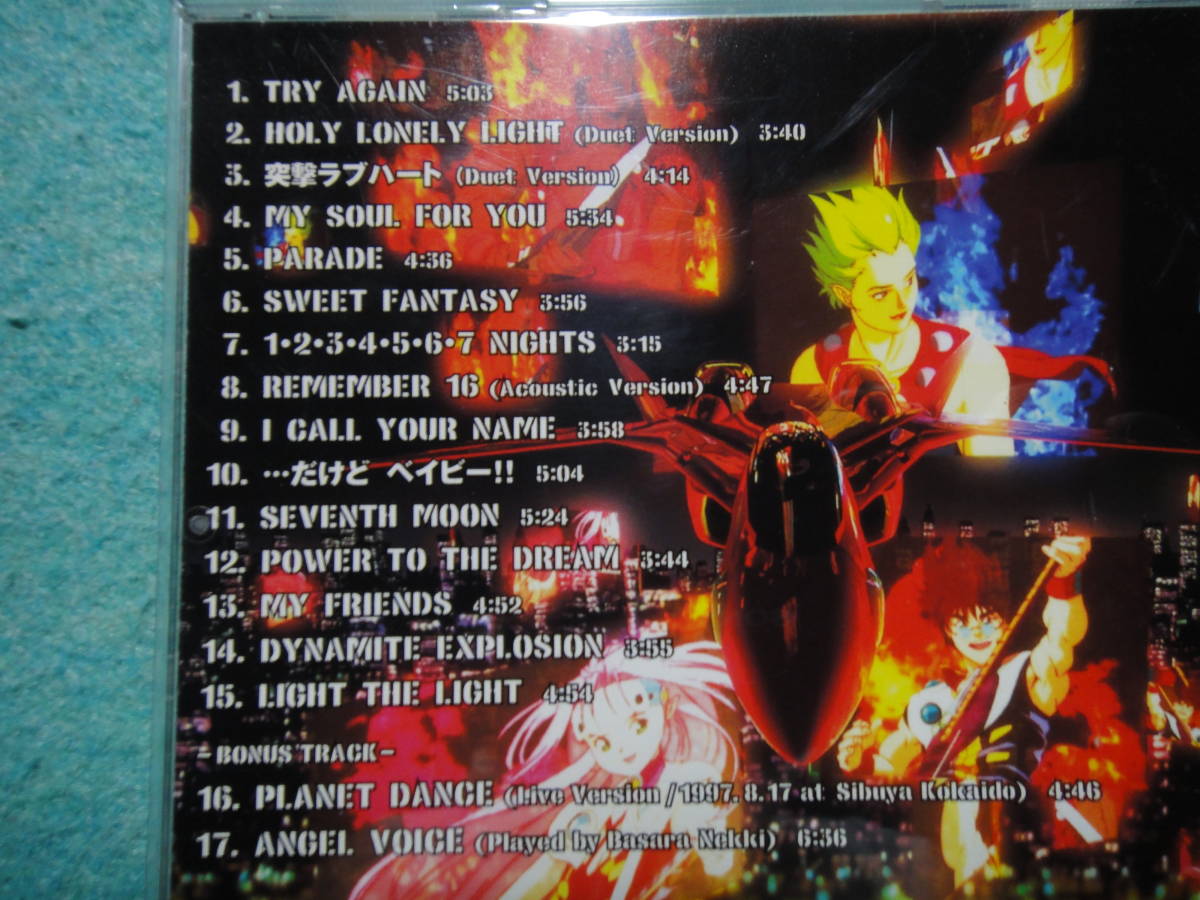 1. TRY AGAIN 5:03
2. HOLY LONELY LIGHT (Duet Version) 3:40
3. 突撃ラブハート (Duet Version) 4:14
4. MY SOUL FOR YOU 5:34
5. PARADE 4:36
6. SWEET FANTASY 3:56
7. 1・2・3・4・5・6・7 NIGHTS 3:15
8. REMEMBER 16 (Acoustic Version) 4:47
9. I CALL YOUR NAME 3:58
10. …だけど ベイビー!! 5:04
11. SEVENTH MOON 5:24
12. POWER TO THE DREAM 3:44
13. MY FRIENDS 4:52
14. DYNAMITE EXPLOSION 3:55
15. LIGHT THE LIGHT 4:54
-BONUS TRACK-
16. PLANET DANCE (Live Version / 1997. 8. 17 at Sibuya Kokaido) 4:46
17. ANGEL VOICE (Played by Basara Nekki) 6:36